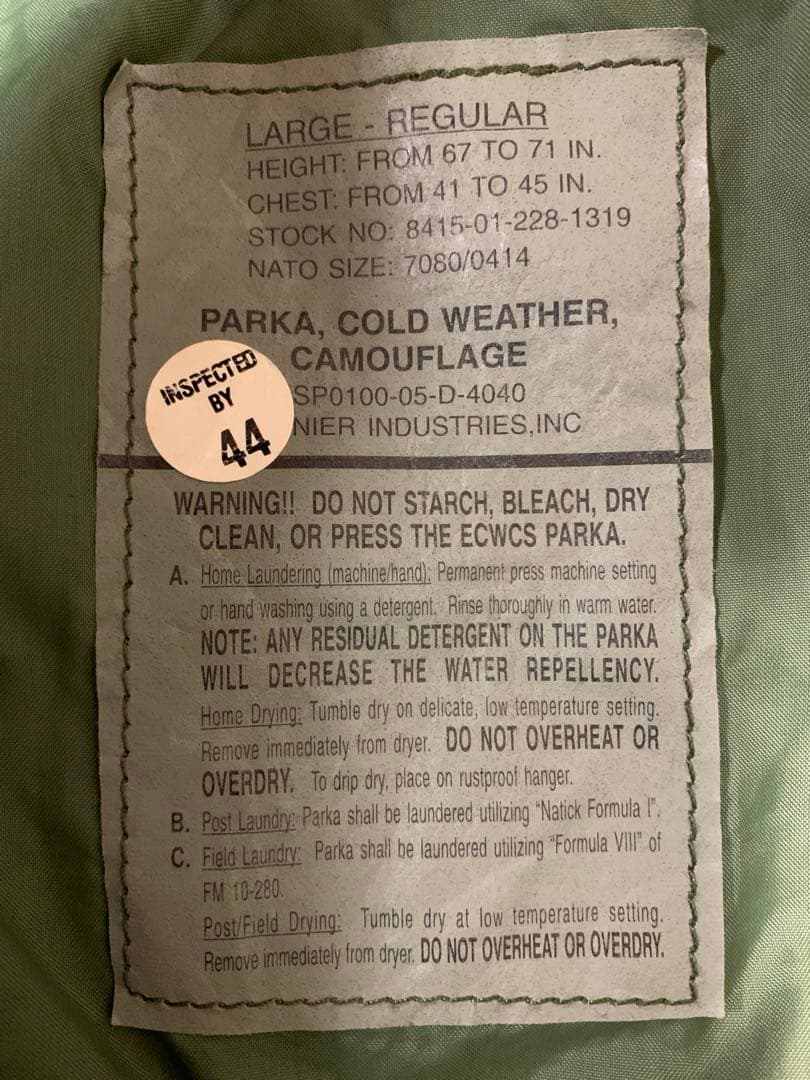 LARGE - REGULAR
HEIGHT: FROM 67 TO 71 IN.
CHEST: FROM 41 TO 45 IN.
STOCK NO: 8415-01-228-1319
NATO SIZE: 7080/0414
PARKA, COLD WEATHER,
CAMOUFLAGE
SP0100-05-D-4040
NIER INDUSTRIES,INC
INSPECTED
BY
44
WARNING!! DO NOT STARCH, BLEACH, DRY
CLEAN, OR PRESS THE ECWCS PARKA.
A. Home Laundering (machine/hand): Permanent press machine setting
or hand washing using a detergent. Rinse thoroughly in warm water.
NOTE: ANY RESIDUAL DETERGENT ON THE PARKA
WILL DECREASE THE WATER REPELLENCY.
Home Drying: Tumble dry on delicate, low temperature setting.
Remove immediately from dryer. DO NOT OVERHEAT OR
OVERDRY. To drip dry, place on rustproof hanger.
B. Post Laundry: Parka shall be laundered utilizing "Natick Formula I".
C. Field Laundry: Parka shall be laundered utilizing "Formula VIII" of
FM 10-280.
Post/Field Drying: Tumble dry at low temperature setting.
Remove immediately from dryer. DO NOT OVERHEAT OR OVERDRY.